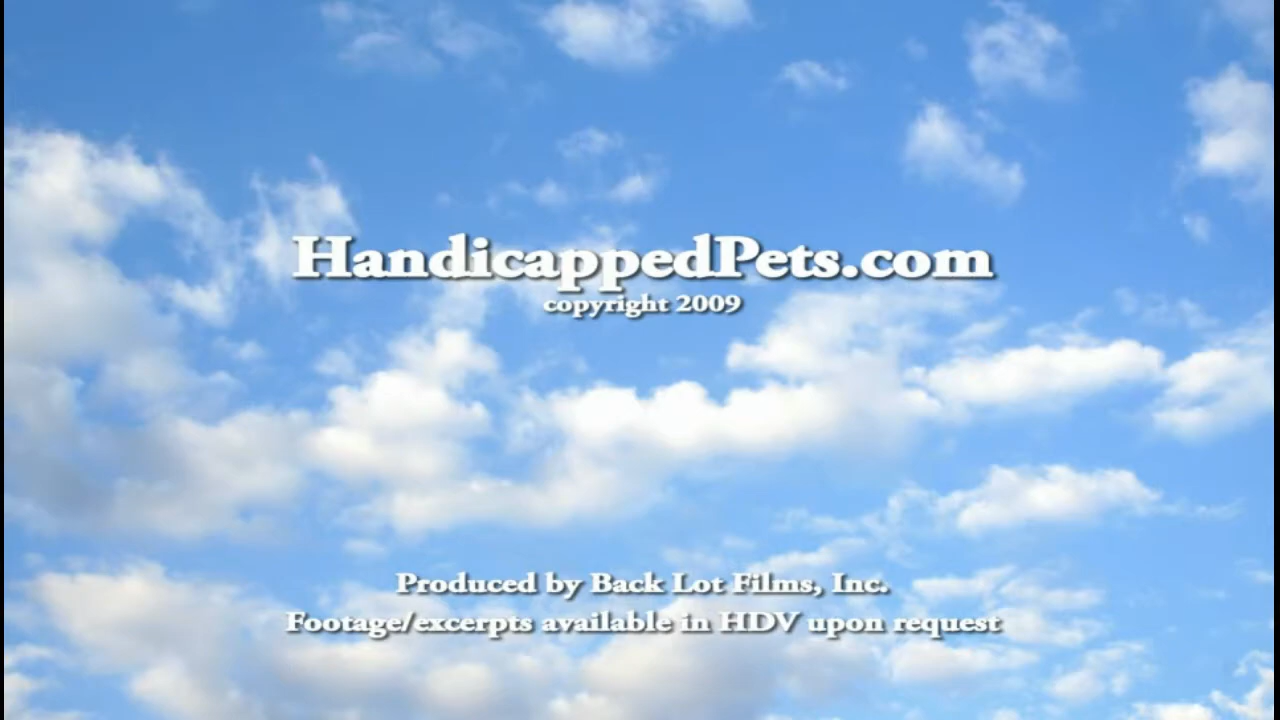 HandicappedPets.com
copyright 2009
Produced by Back Lot Films, Inc.
Footage/excerpts available in HDV upon request